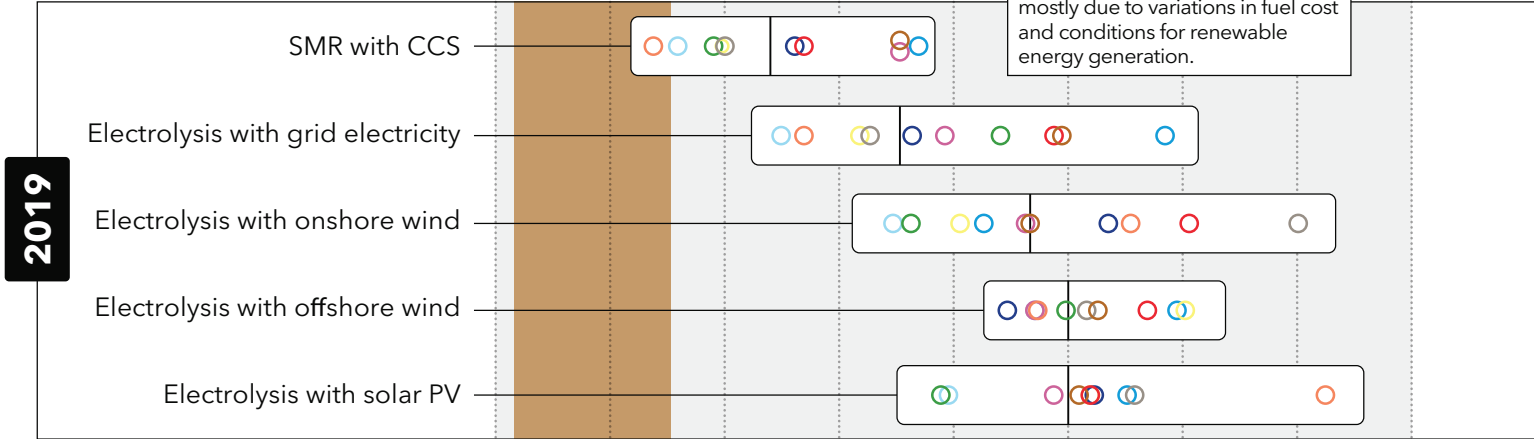 mostly due to variations in fuel cost
and conditions for renewable
energy generation.
SMR with CCS
Electrolysis with grid electricity
2019
Electrolysis with onshore wind
Electrolysis with offshore wind
Electrolysis with solar PV